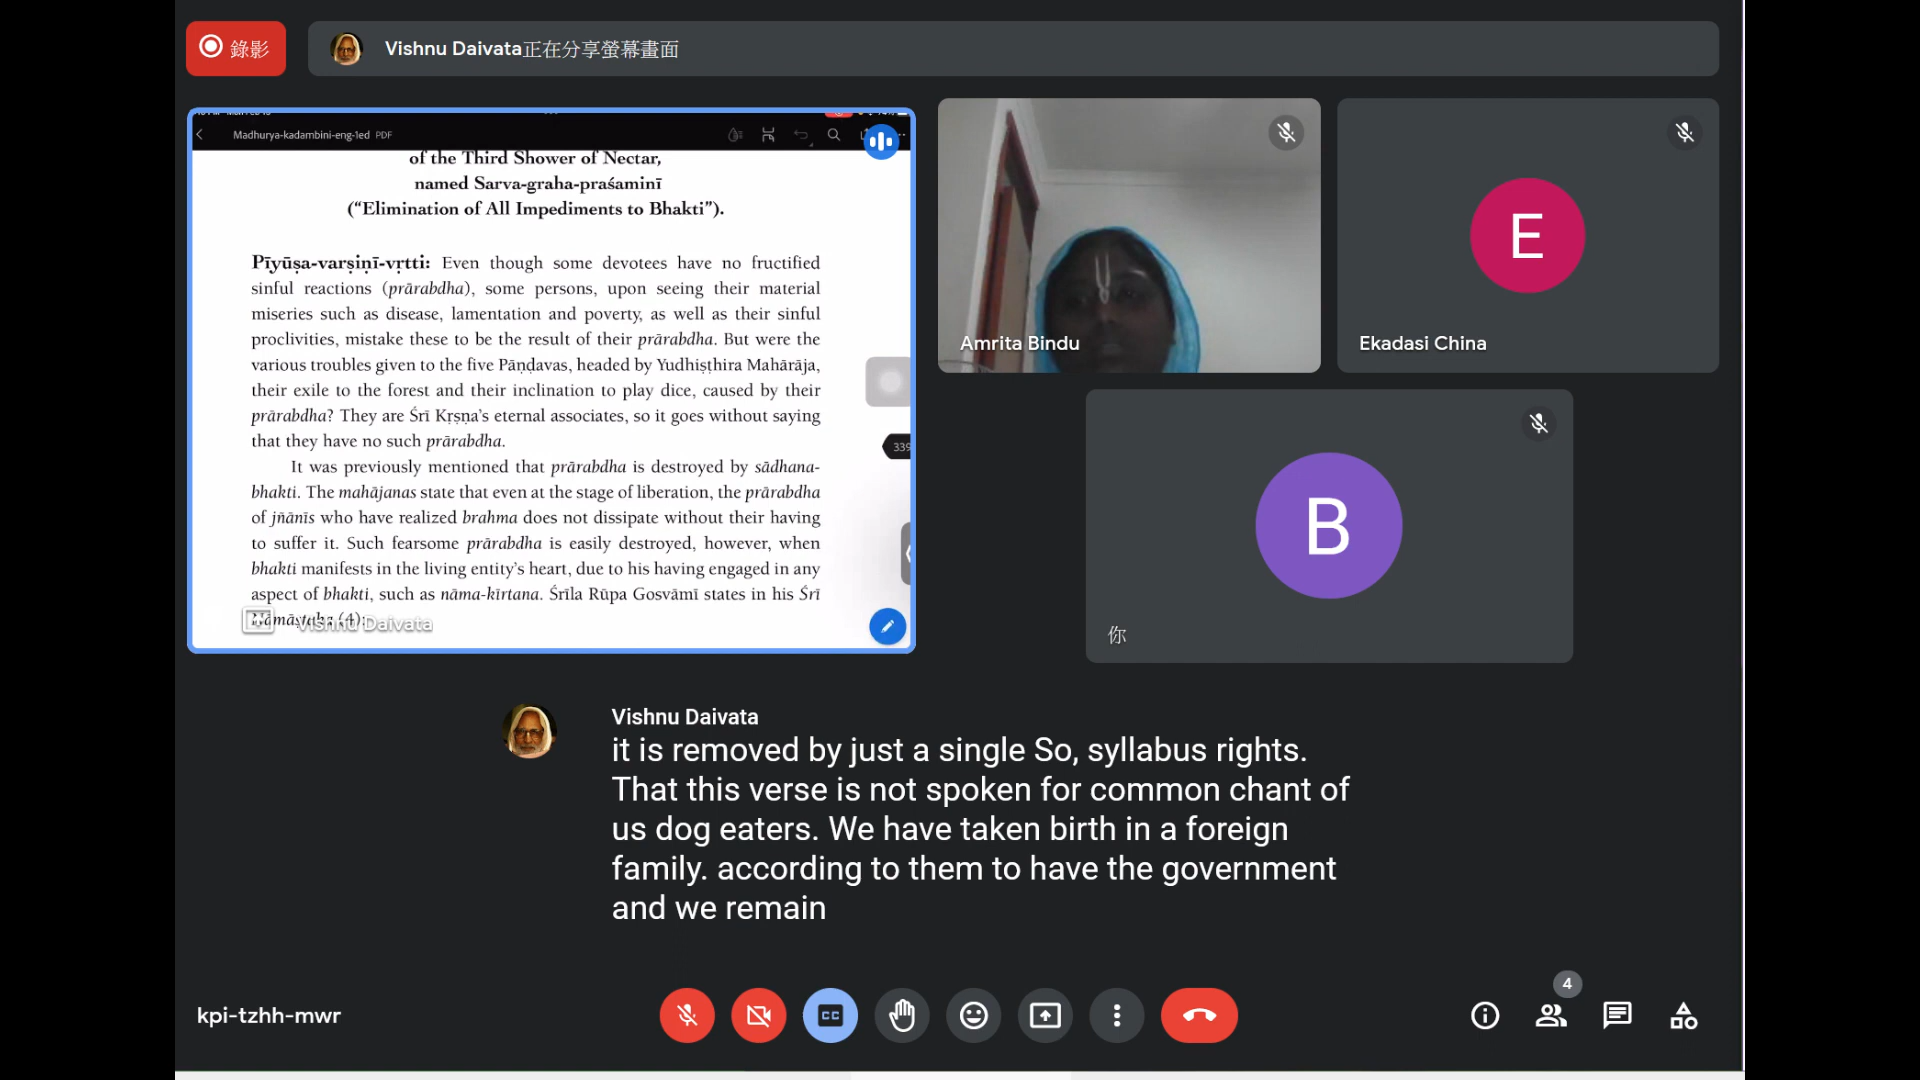 錄影
Vishnu Daivata正在分享螢幕畫面
Madhurya-kadambini-eng-1ed PDF
of the Third Shower of Nectar,
named Sarva-graha-praśaminī
(“Elimination of All Impediments to Bhakti”).
Pīyūṣa-varṣiṇī-vṛtti: Even though some devotees have no fructified
sinful reactions (prārabdha), some persons, upon seeing their material
miseries such as disease, lamentation and poverty, as well as their sinful
proclivities, mistake these to be the result of their prārabdha. But were the
various troubles given to the five Pāṇḍavas, headed by Yudhiṣṭhira Mahārāja,
their exile to the forest and their inclination to play dice, caused by their
prārabdha? They are Śrī Kṛṣṇa’s eternal associates, so it goes without saying
that they have no such prārabdha.
It was previously mentioned that prārabdha is destroyed by sādhana-
bhakti. The mahājanas state that even at the stage of liberation, the prārabdha
of jñānīs who have realized brahma does not dissipate without their having
to suffer it. Such fearsome prārabdha is easily destroyed, however, when
bhakti manifests in the living entity’s heart, due to his having engaged in any
aspect of bhakti, such as nāma-kīrtana. Śrīla Rūpa Gosvāmī states in his Śrī
Nāmāṣṭaka (4):
Vishnu Daivata
339
Amrita Bindu
E
Ekadasi China
B
你
Vishnu Daivata
it is removed by just a single So, syllabus rights.
That this verse is not spoken for common chant of
us dog eaters. We have taken birth in a foreign
family. according to them to have the government
and we remain
kpi-tzhh-mwr
CC
4